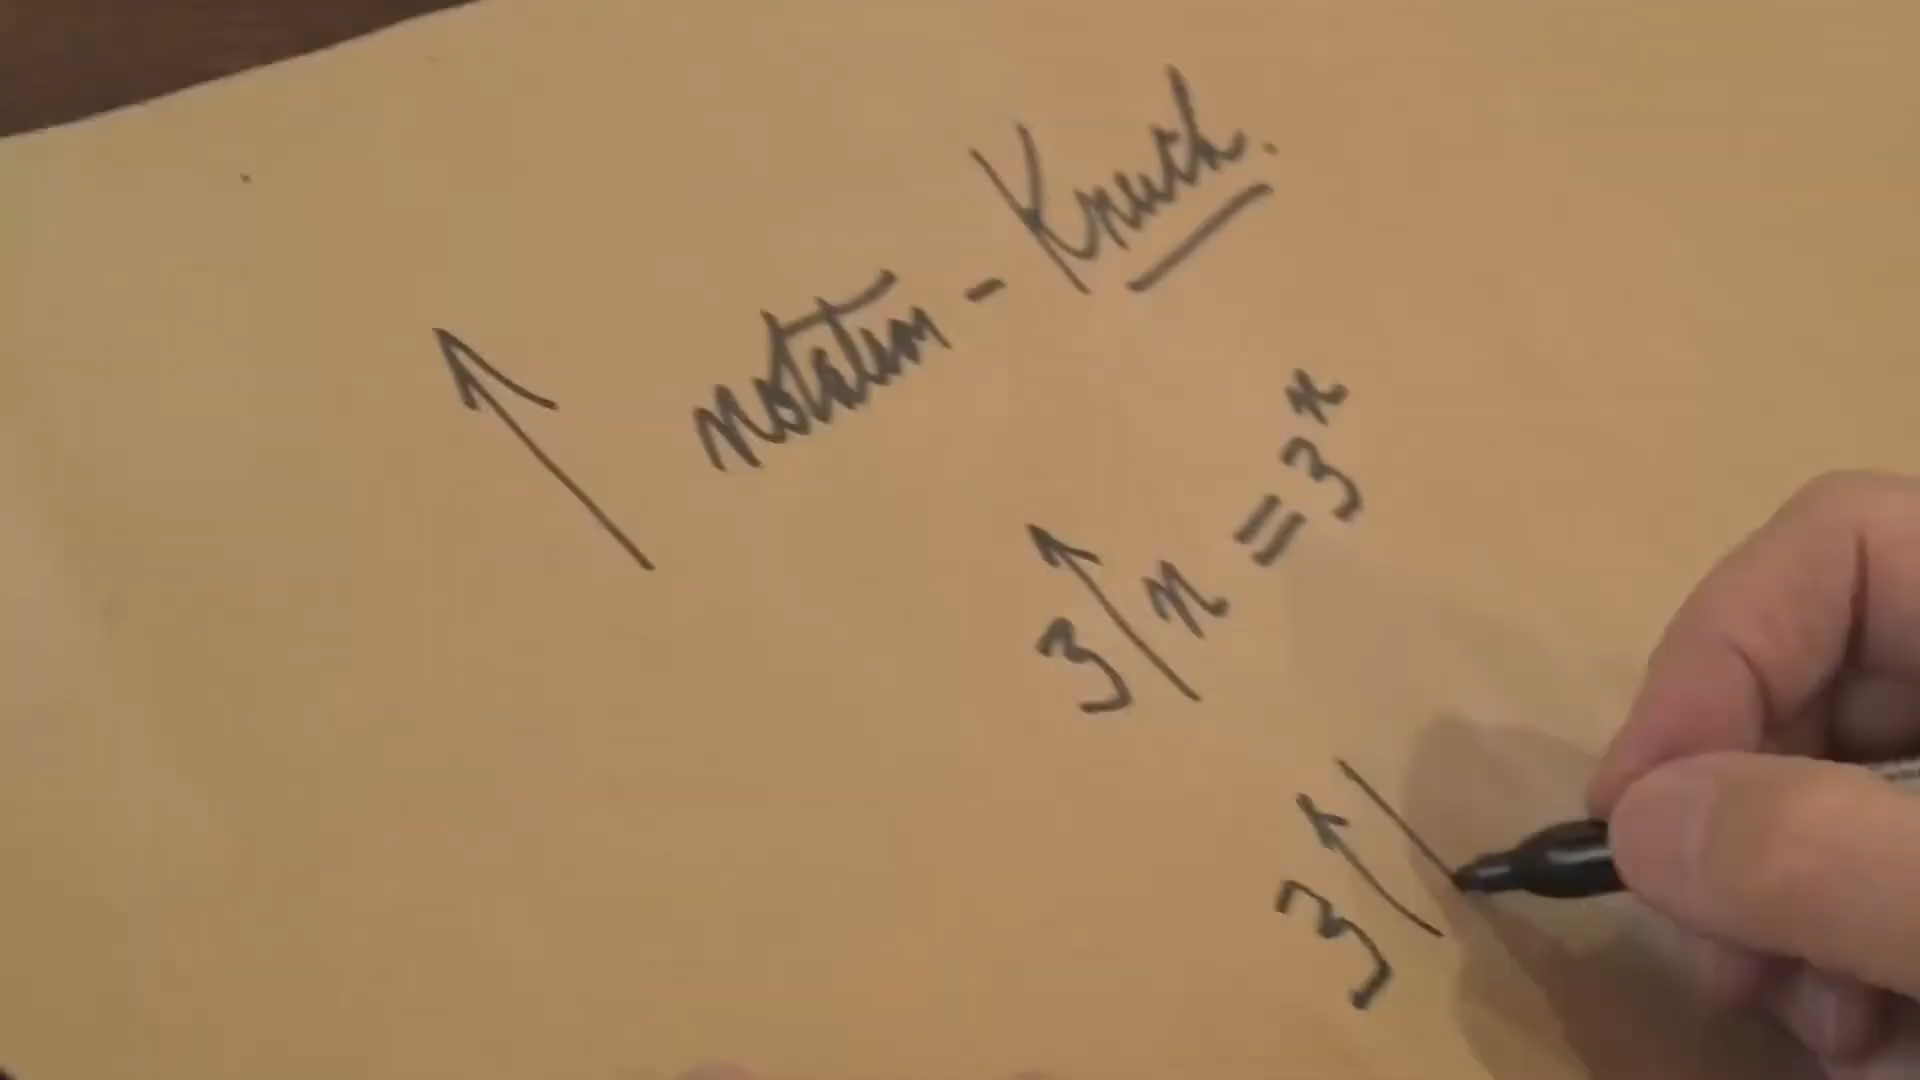 ↑ notation - Knuth.
3↑n = 3ⁿ
3↑|